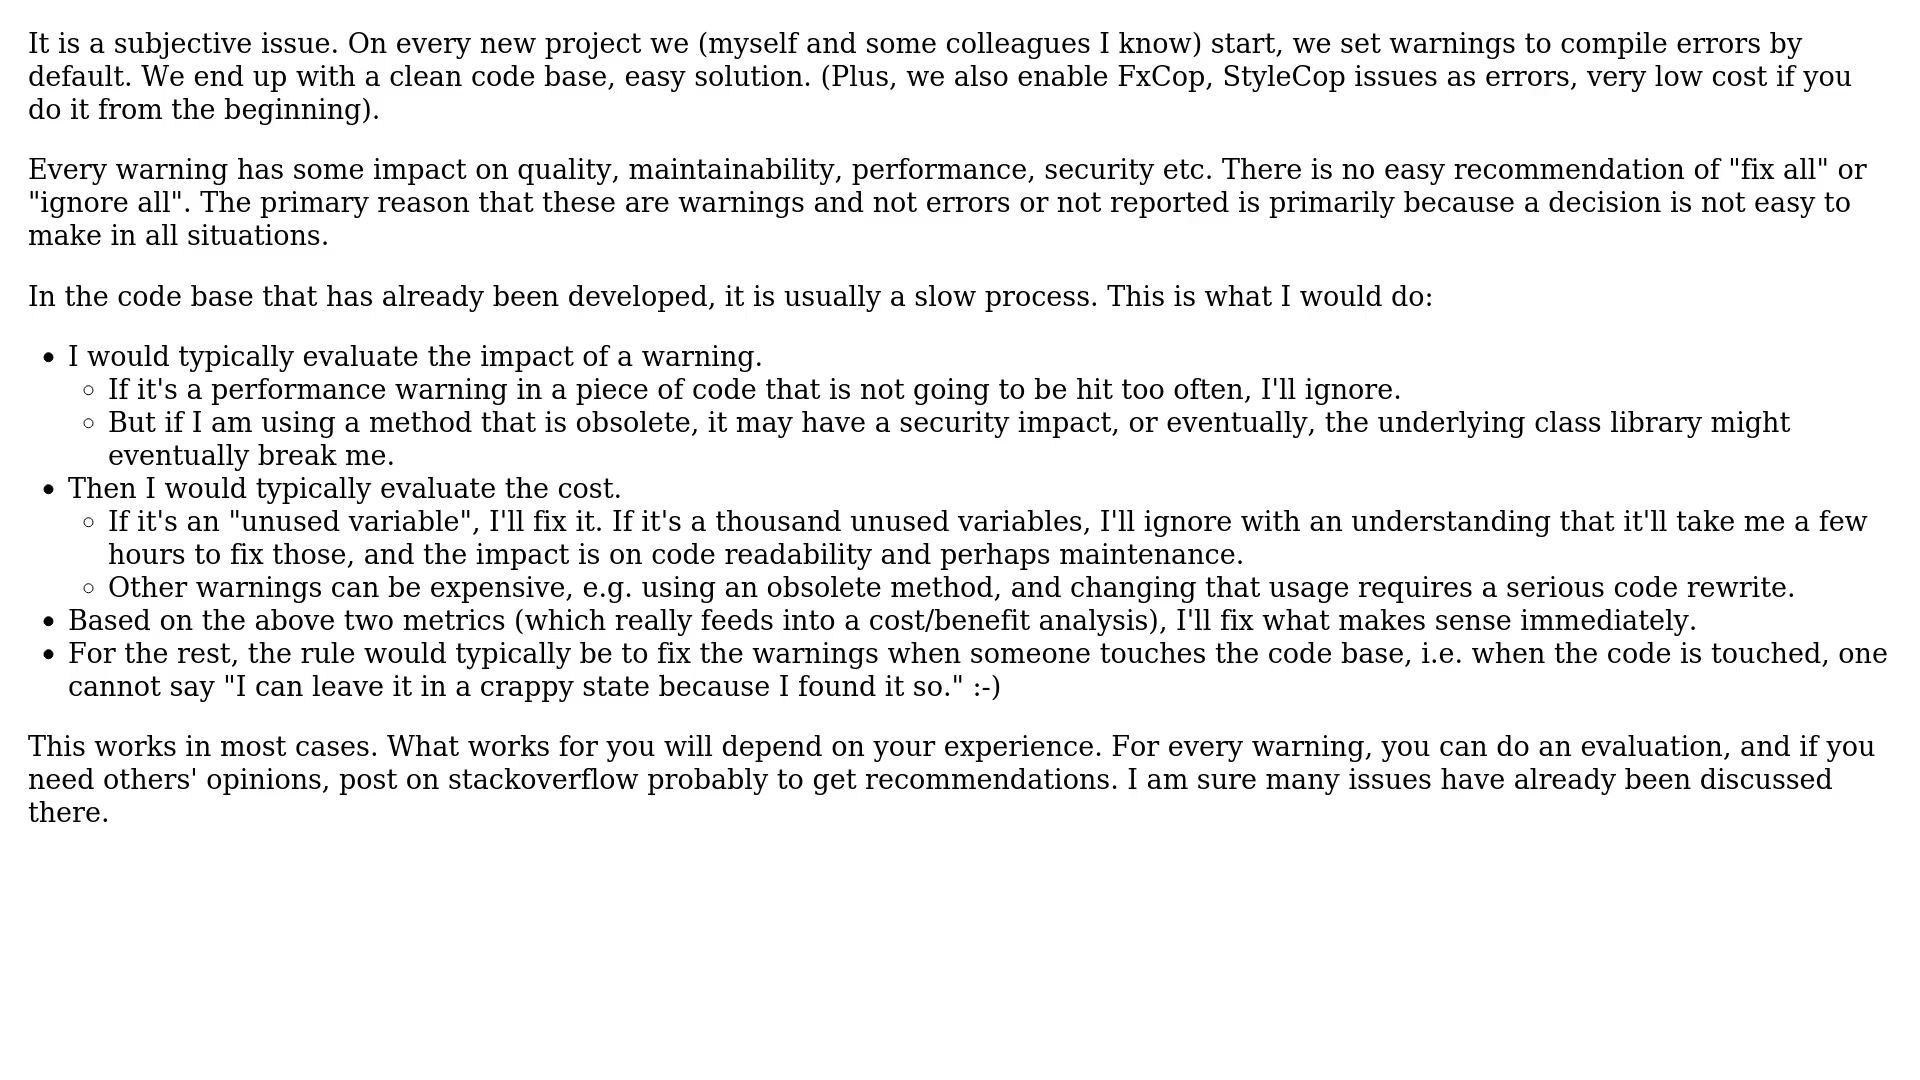 It is a subjective issue. On every new project we (myself and some colleagues I know) start, we set warnings to compile errors by
default. We end up with a clean code base, easy solution. (Plus, we also enable FxCop, StyleCop issues as errors, very low cost if you
do it from the beginning).
Every warning has some impact on quality, maintainability, performance, security etc. There is no easy recommendation of "fix all" or
"ignore all". The primary reason that these are warnings and not errors or not reported is primarily because a decision is not easy to
make in all situations.
In the code base that has already been developed, it is usually a slow process. This is what I would do:
• I would typically evaluate the impact of a warning.
◦ If it's a performance warning in a piece of code that is not going to be hit too often, I'll ignore.
◦ But if I am using a method that is obsolete, it may have a security impact, or eventually, the underlying class library might
eventually break me.
• Then I would typically evaluate the cost.
◦ If it's an "unused variable", I'll fix it. If it's a thousand unused variables, I'll ignore with an understanding that it'll take me a few
hours to fix those, and the impact is on code readability and perhaps maintenance.
◦ Other warnings can be expensive, e.g. using an obsolete method, and changing that usage requires a serious code rewrite.
• Based on the above two metrics (which really feeds into a cost/benefit analysis), I'll fix what makes sense immediately.
• For the rest, the rule would typically be to fix the warnings when someone touches the code base, i.e. when the code is touched, one
cannot say "I can leave it in a crappy state because I found it so." :-)
This works in most cases. What works for you will depend on your experience. For every warning, you can do an evaluation, and if you
need others' opinions, post on stackoverflow probably to get recommendations. I am sure many issues have already been discussed
there.